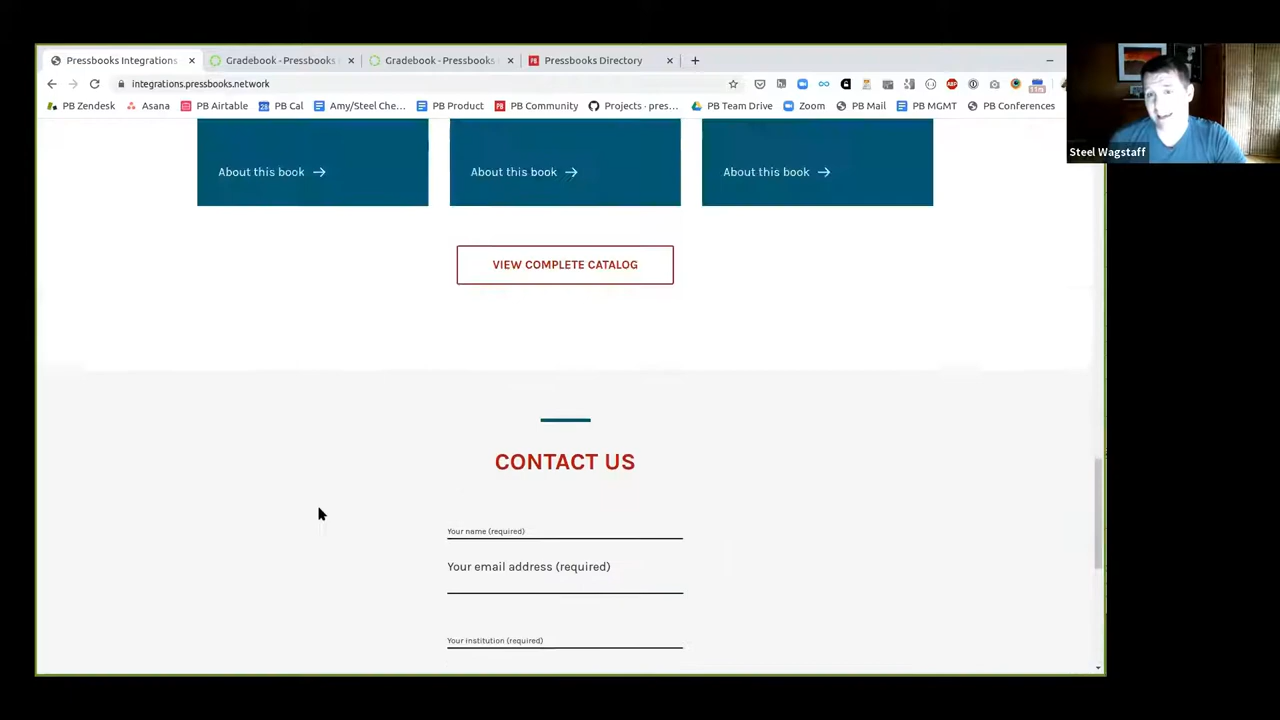 Pressbooks Integrations
Gradebook - Pressbooks
Gradebook - Pressbooks
Pressbooks Directory
integrations.pressbooks.network
PB Zendesk
Asana
PB Airtable
PB Cal
Amy/Steel Che...
PB Product
PB Community
Projects · pres...
PB Team Drive
Zoom
PB Mail
PB MGMT
PB Conferences
Steel Wagstaff
About this book
About this book
About this book
VIEW COMPLETE CATALOG
CONTACT US
Your name (required)
Your email address (required)
Your institution (required)